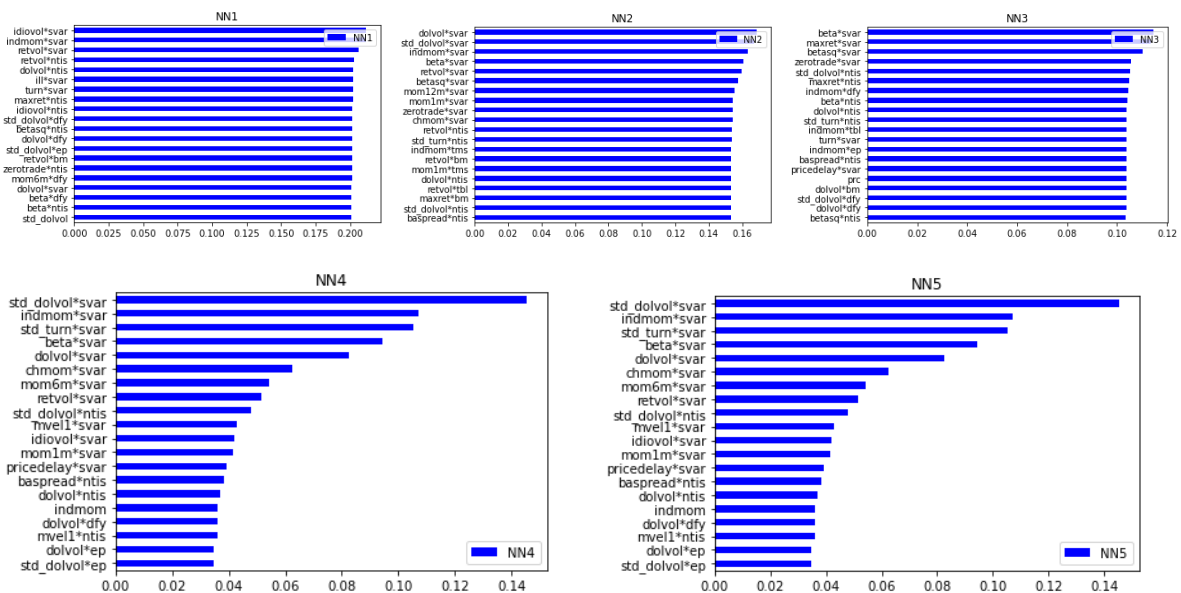 NN1
idiovol*svar
indmom*svar
retvol*svar
retvol*ntis
dolvol*ntis
ill*svar
turn*svar
maxret*ntis
idiovol*ntis
std_dolvol*dfy
betasq*ntis
dolvol*dfy
std_dolvol*ep
retvol*bm
zerotrade*ntis
mom6m*dfy
dolvol*svar
beta*dfy
beta*ntis
std_dolvol
NN1
0.000 0.025 0.050 0.075 0.100 0.125 0.150 0.175 0.200
NN2
dolvol*svar
std_dolvol*svar
indmom*svar
beta*svar
retvol*svar
betasq*svar
mom12m*svar
mom1m*svar
zerotrade*svar
chmom*svar
retvol*ntis
std_turn*ntis
indmom*tms
retvol*bm
mom1m*tms
dolvol*ntis
retvol*tbl
maxret*bm
std_dolvol*ntis
baspread*ntis
NN2
0.00 0.02 0.04 0.06 0.08 0.10 0.12 0.14 0.16
NN3
beta*svar
maxret*svar
betasq*svar
zerotrade*svar
std_dolvol*ntis
maxret*ntis
indmom*dfy
beta*ntis
dolvol*ntis
std_turn*ntis
indmom*tbl
turn*svar
indmom*ep
baspread*ntis
pricedelay*svar
prc
dolvol*bm
std_dolvol*dfy
dolvol*dfy
betasq*ntis
NN3
0.00 0.02 0.04 0.06 0.08 0.10 0.12
NN4
std_dolvol*svar
indmom*svar
std_turn*svar
beta*svar
dolvol*svar
chmom*svar
mom6m*svar
retvol*svar
std_dolvol*ntis
mvel1*svar
idiovol*svar
mom1m*svar
pricedelay*svar
baspread*ntis
dolvol*ntis
indmom
dolvol*dfy
mvel1*ntis
dolvol*ep
std_dolvol*ep
NN4
0.00 0.02 0.04 0.06 0.08 0.10 0.12 0.14
NN5
std_dolvol*svar
indmom*svar
std_turn*svar
beta*svar
dolvol*svar
chmom*svar
mom6m*svar
retvol*svar
std_dolvol*ntis
mvel1*svar
idiovol*svar
mom1m*svar
pricedelay*svar
baspread*ntis
dolvol*ntis
indmom
dolvol*dfy
mvel1*ntis
dolvol*ep
std_dolvol*ep
NN5
0.00 0.02 0.04 0.06 0.08 0.10 0.12 0.14